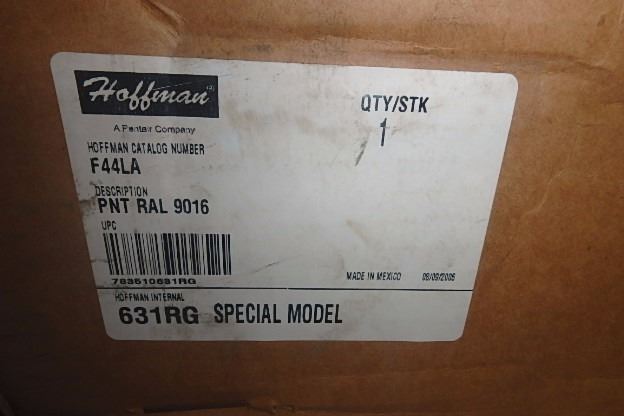 Hoffman
QTY/STK
1
A Pentair Company
HOFFMAN CATALOG NUMBER
F44LA
DESCRIPTION
PNT RAL 9016
UPC
783510631RG
MADE IN MEXICO
HOFFMAN INTERNAL
631RG SPECIAL MODEL